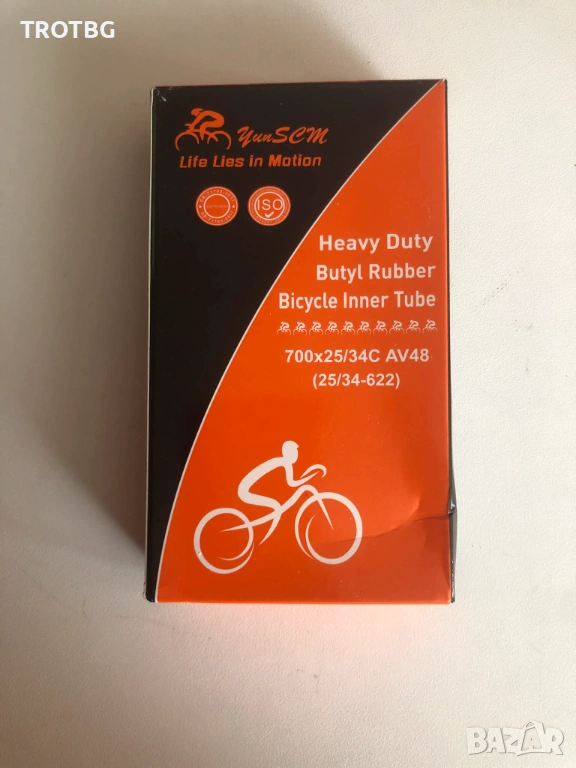 TROTBG
YunSCM
Life Lies in Motion
ISO
Heavy Duty
Butyl Rubber
Bicycle Inner Tube
700x25/34C AV48
(25/34-622)
BAZAR